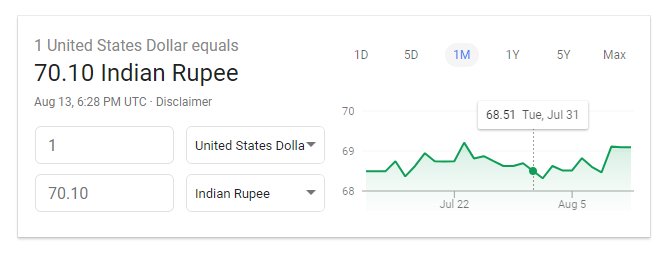 1 United States Dollar equals
70.10 Indian Rupee
Aug 13, 6:28 PM UTC · Disclaimer
1 United States Dolla
70.10 Indian Rupee
1D 5D 1M 1Y 5Y Max
70
68.51 Tue, Jul 31
69
68
Jul 22 Aug 5